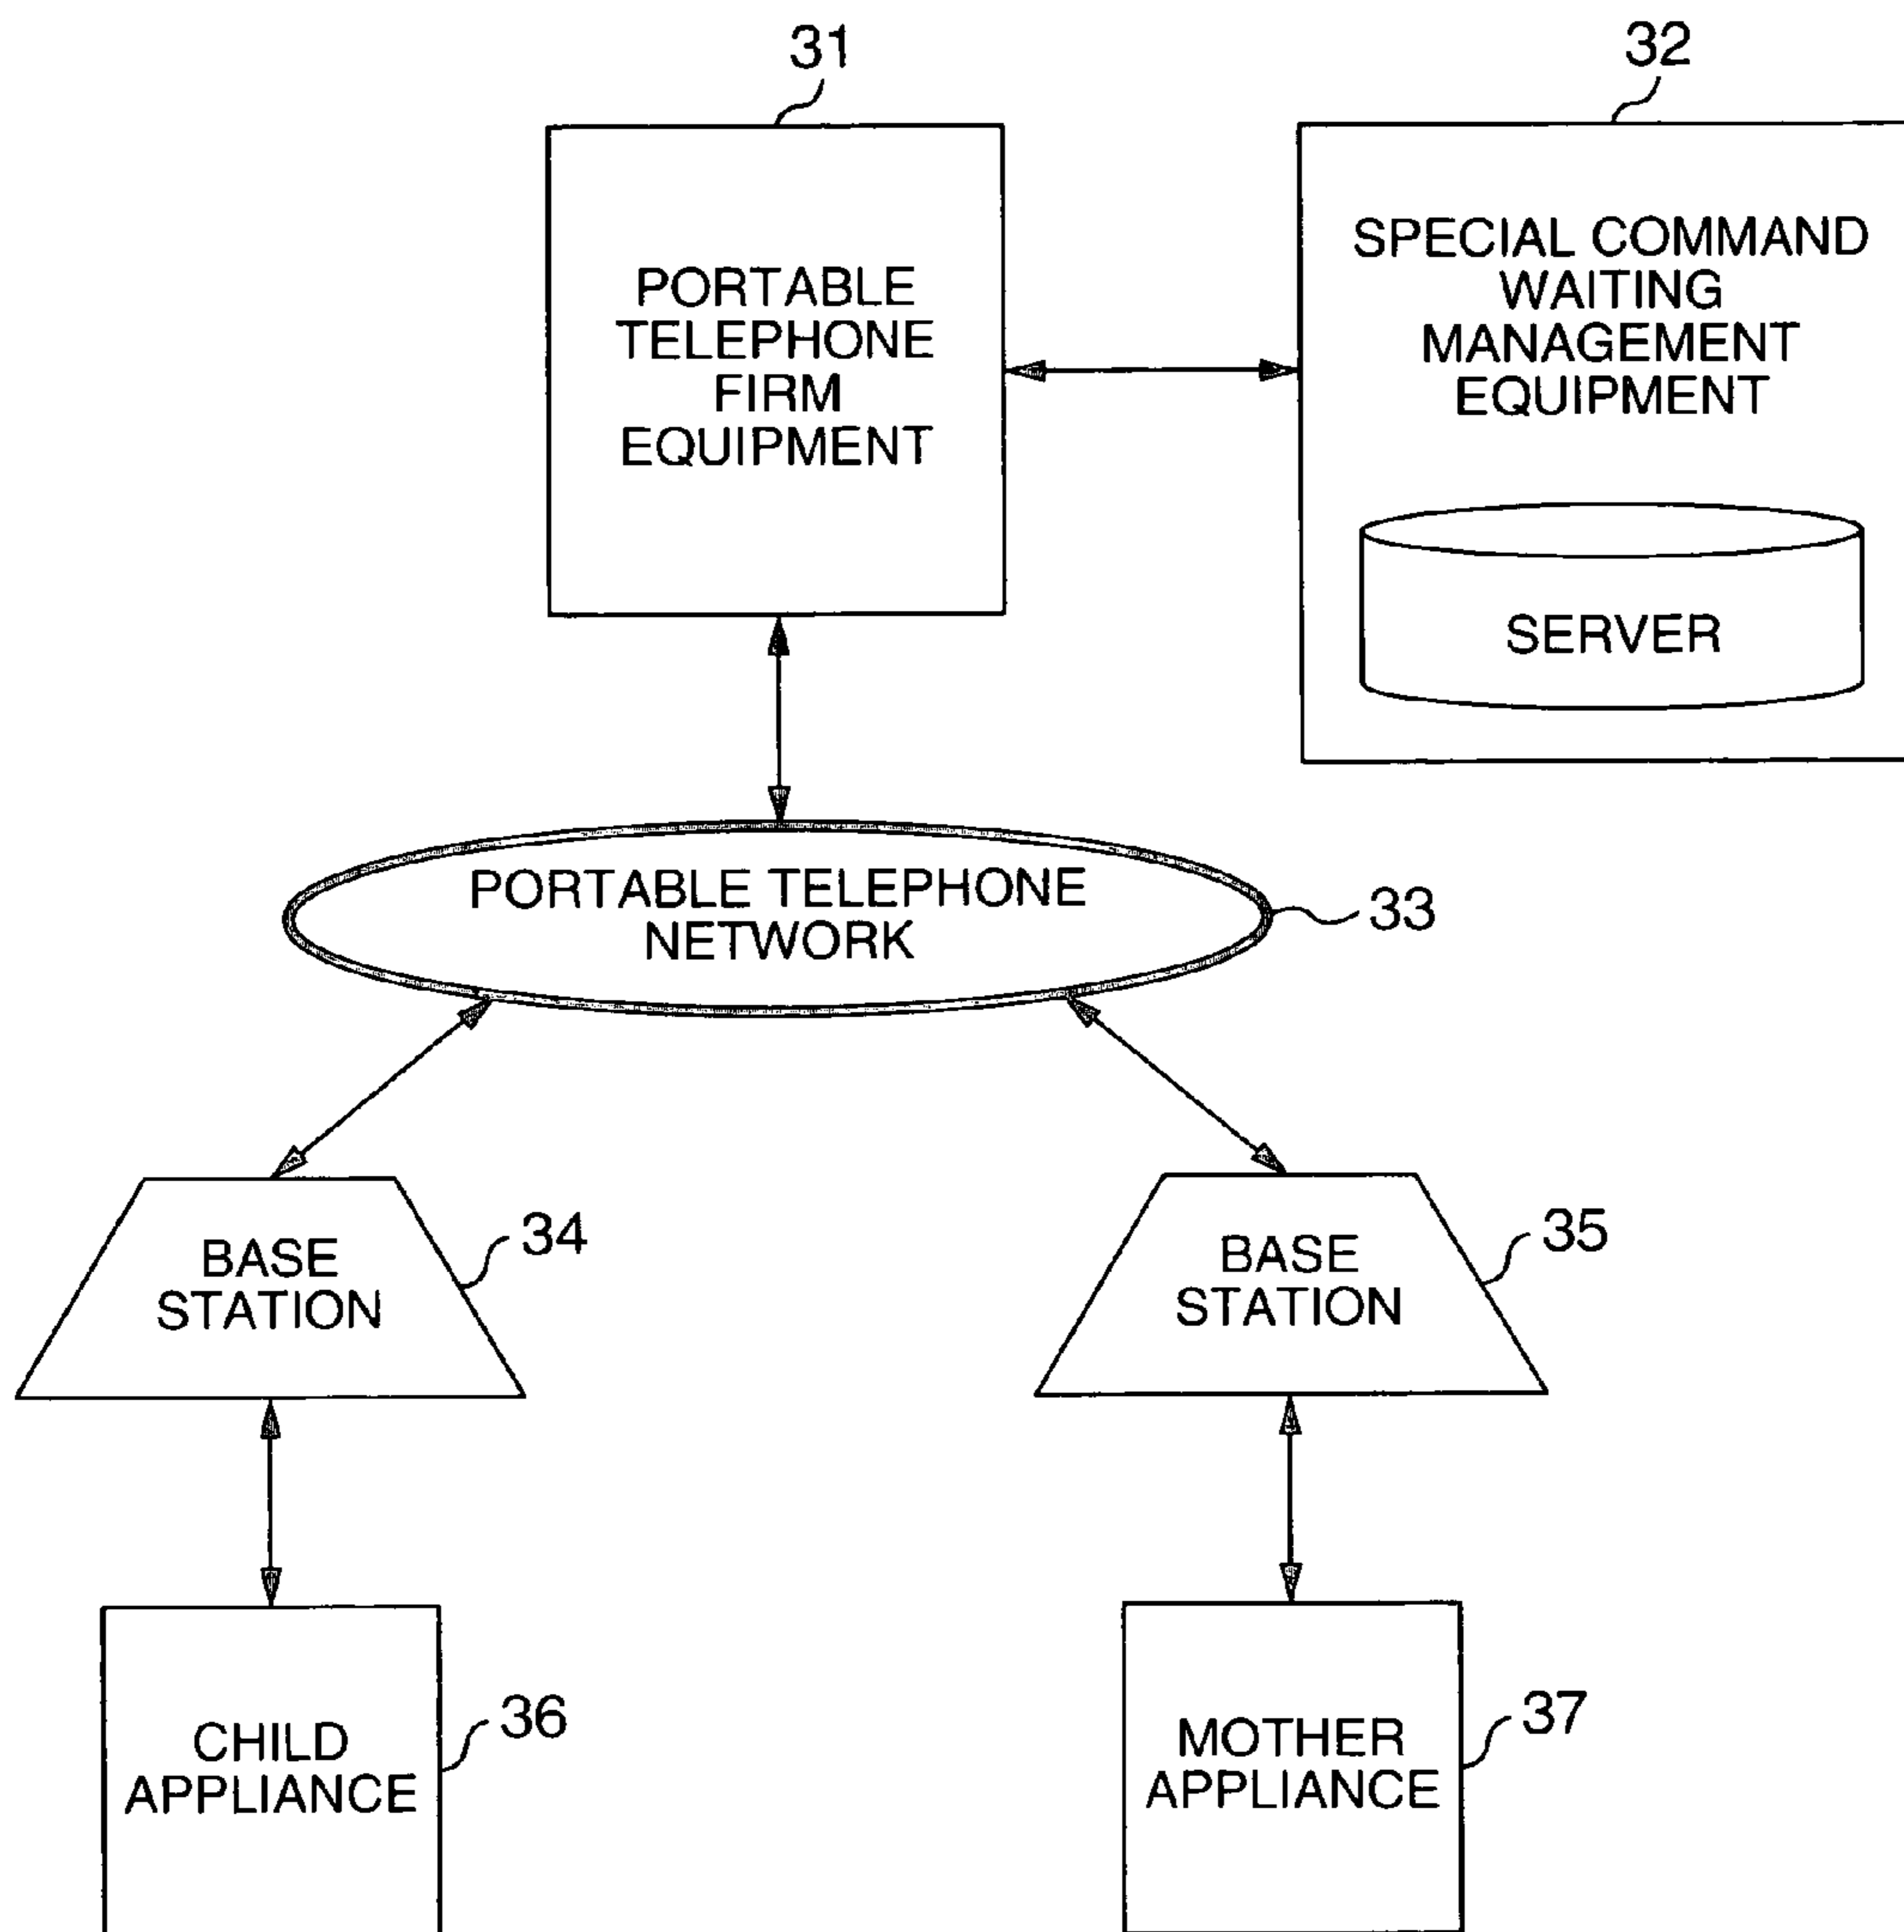 31
32
PORTABLE
TELEPHONE
FIRM
EQUIPMENT
SPECIAL COMMAND
WAITING
MANAGEMENT
EQUIPMENT
SERVER
PORTABLE TELEPHONE
NETWORK
33
BASE
STATION
34
BASE
STATION
35
CHILD
APPLIANCE
36
MOTHER
APPLIANCE
37